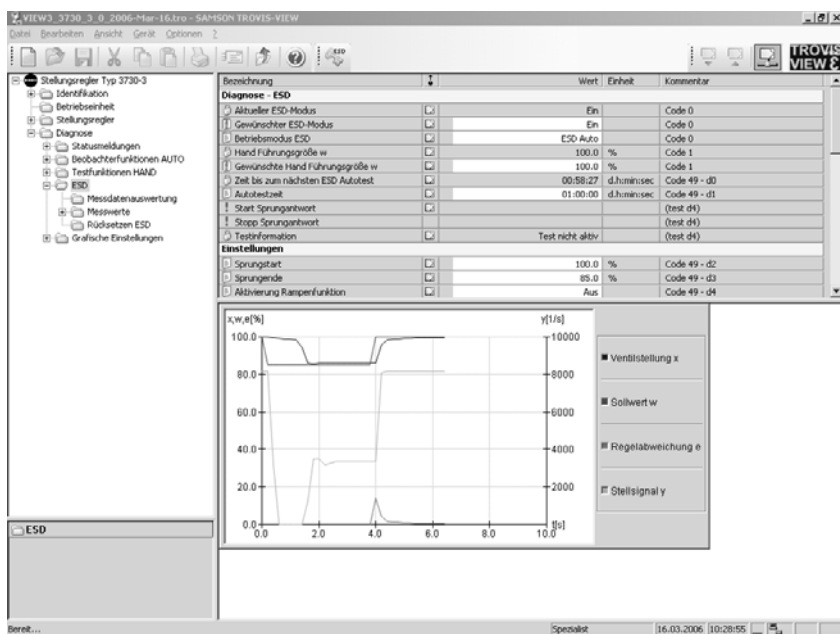 VIEW3_3730_3_0_2006-Mar-16.tro - SAMSON TROVIS-VIEW
Datei Bearbeiten Ansicht Gerät Optionen ?
ESD
TROVIS
VIEW 3
Stellungsregler Typ 3730-3
Identifikation
Betriebseinheit
Stellungsregler
Diagnose
Statusmeldungen
Beobachterfunktionen AUTO
Testfunktionen HAND
ESD
Messdatenauswertung
Messwerte
Rücksetzen ESD
Grafische Einstellungen
Bezeichnung Wert Einheit Kommentar
Diagnose - ESD
Aktueller ESD-Modus Ein Code 0
Gewünschter ESD-Modus Ein Code 0
Betriebsmodus ESD ESD Auto Code 0
Hand Führungsgröße w 100.0 % Code 1
Gewünschte Hand Führungsgröße w 100.0 % Code 1
Zeit bis zum nächsten ESD Autotest 00:58:27 d.h:min:sec Code 49 - d0
Autotestzeit 01:00:00 d.h:min:sec Code 49 - d1
Start Sprungantwort (test d4)
Stopp Sprungantwort (test d4)
Testinformation Test nicht aktiv (test d4)
Einstellungen
Sprungstart 100.0 % Code 49 - d2
Sprungende 85.0 % Code 49 - d3
Aktivierung Rampenfunktion Aus Code 49 - d4
x,w,e[%] y[1/s]
100.0 10000
80.0 8000
60.0 6000
40.0 4000
20.0 2000
0.0 t[s]
0.0 2.0 4.0 6.0 8.0 10.0
Ventilstellung x
Sollwert w
Regelabweichung e
Stellsignal y
ESD
Bereit... Spezialist 16.03.2006 10:28:55